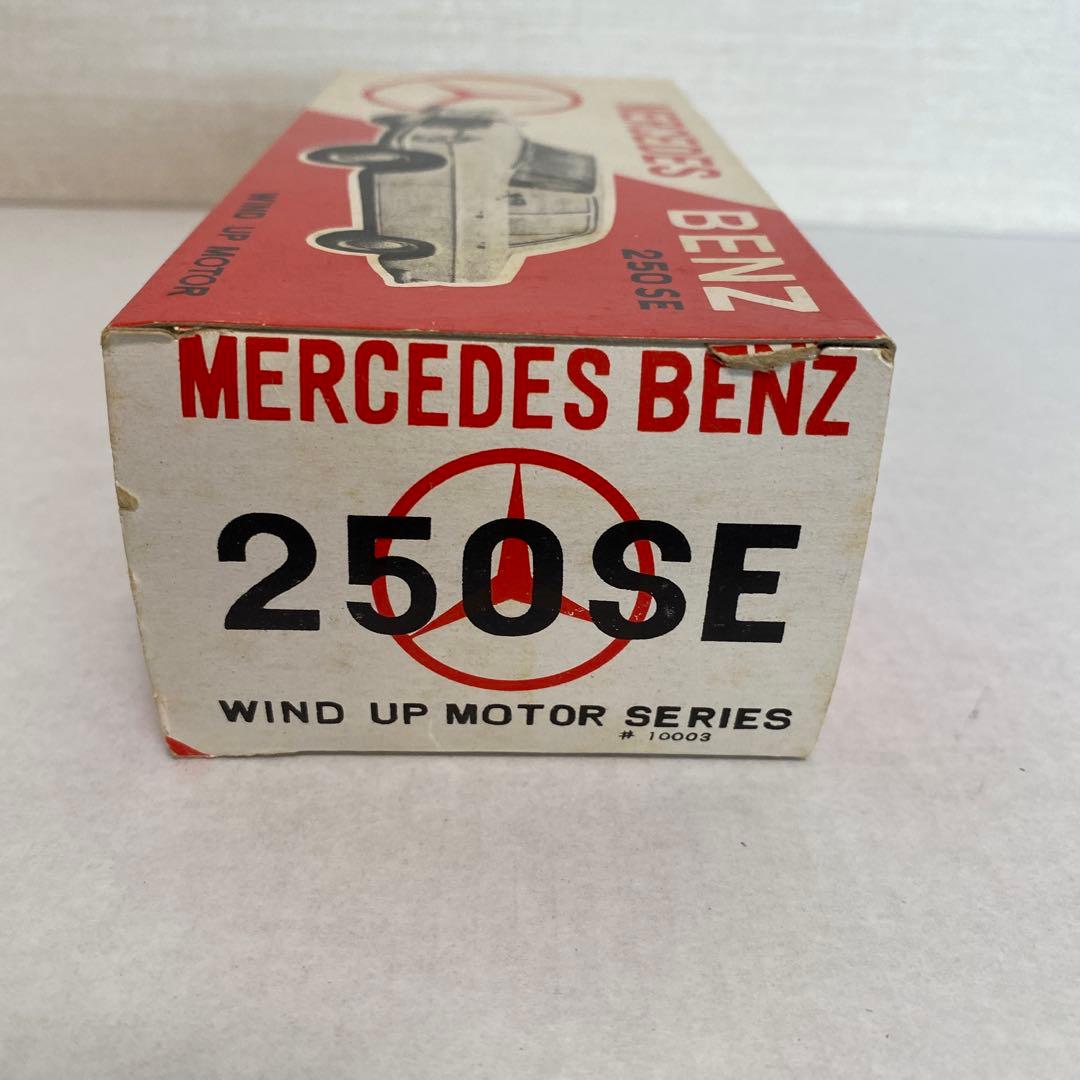 MERCEDES
BENZ
250SE
WIND UP MOTOR
MERCEDES BENZ
250SE
WIND UP MOTOR SERIES
# 10003